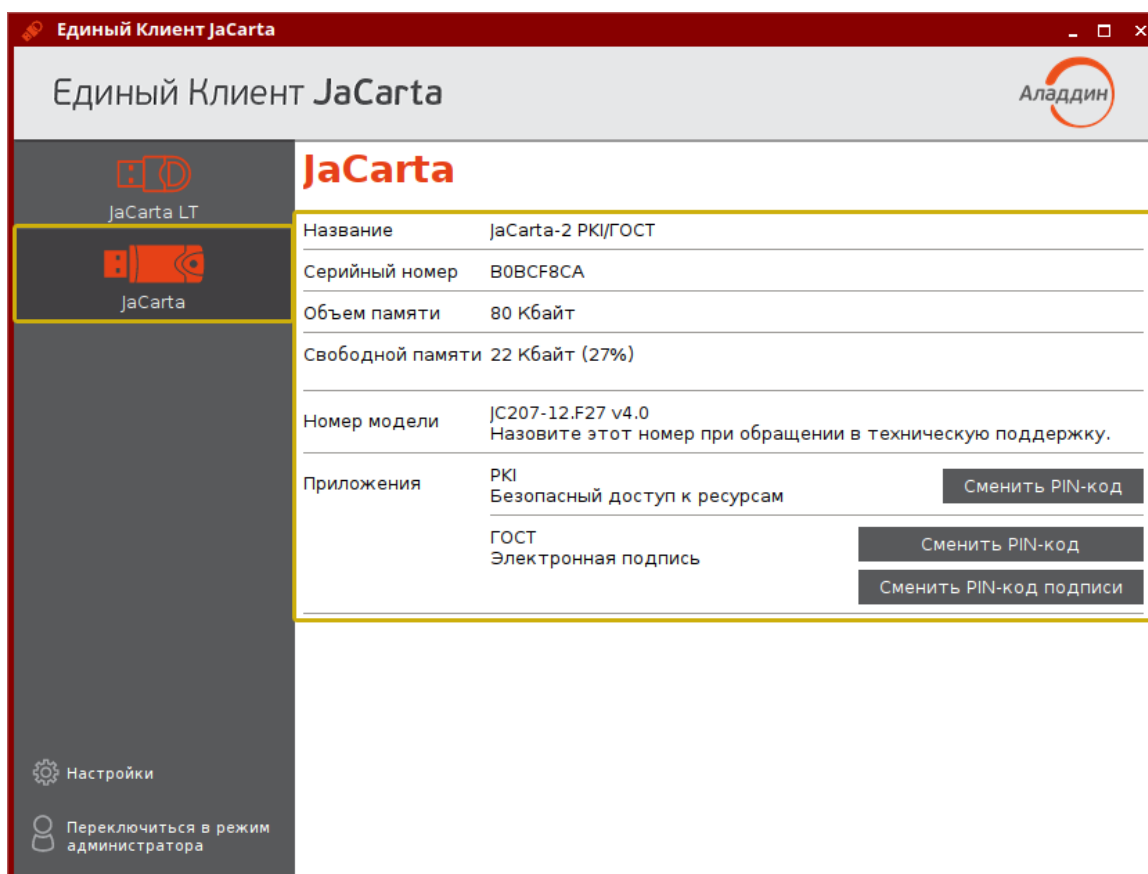 Единый Клиент JaCarta
Единый Клиент JaCarta
Аладдин
JaCarta LT
JaCarta
JaCarta
Название JaCarta-2 PKI/ГОСТ
Серийный номер B0BCF8CA
Объем памяти 80 Кбайт
Свободной памяти 22 Кбайт (27%)
Номер модели JC207-12.F27 v4.0
Назовите этот номер при обращении в техническую поддержку.
Приложения PKI
Безопасный доступ к ресурсам
Сменить PIN-код
ГОСТ
Электронная подпись
Сменить PIN-код
Сменить PIN-код подписи
Настройки
Переключиться в режим
администратора